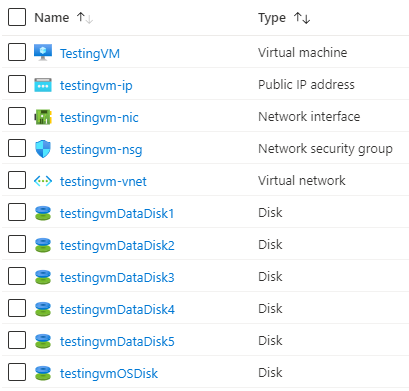 Name ↑↓ Type ↑↓
TestingVM Virtual machine
testingvm-ip Public IP address
testingvm-nic Network interface
testingvm-nsg Network security group
testingvm-vnet Virtual network
testingvmDataDisk1 Disk
testingvmDataDisk2 Disk
testingvmDataDisk3 Disk
testingvmDataDisk4 Disk
testingvmDataDisk5 Disk
testingvmOSDisk Disk